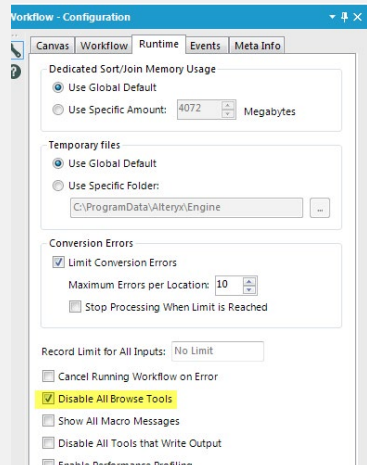 Workflow - Configuration
Canvas Workflow Runtime Events Meta Info
Dedicated Sort/Join Memory Usage
Use Global Default
Use Specific Amount: 4072 Megabytes
Temporary files
Use Global Default
Use Specific Folder:
C:\ProgramData\Alteryx\Engine ...
Conversion Errors
Limit Conversion Errors
Maximum Errors per Location: 10
Stop Processing When Limit is Reached
Record Limit for All Inputs: No Limit
Cancel Running Workflow on Error
Disable All Browse Tools
Show All Macro Messages
Disable All Tools that Write Output
Enable Performance Profiling